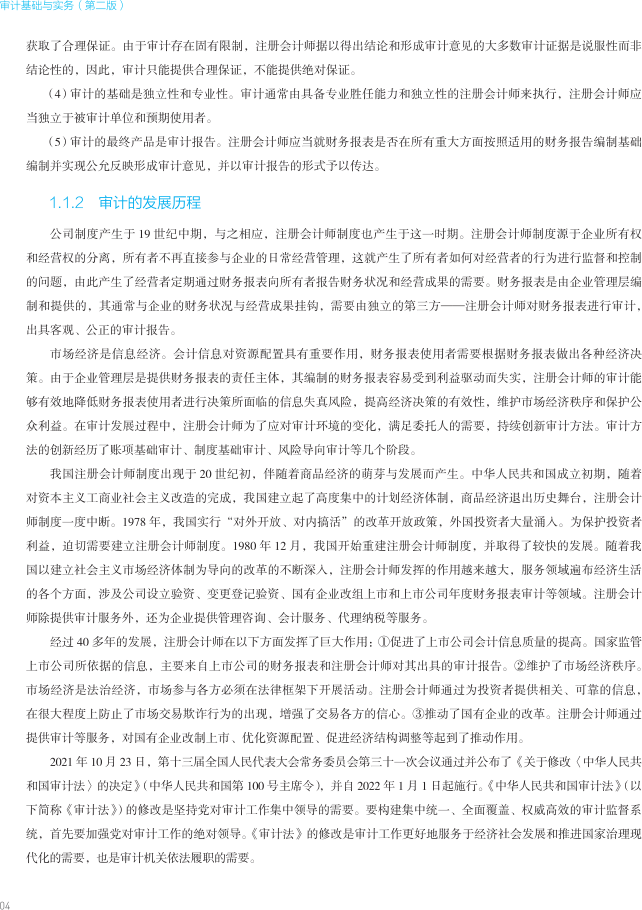 审计基础与实务（第二版）
获取了合理保证。由于审计存在固有限制，注册会计师据以得出结论和形成审计意见的大多数审计证据是说服性而非
结论性的，因此，审计只能提供合理保证，不能提供绝对保证。
（4）审计的基础是独立性和专业性。审计通常由具备专业胜任能力和独立性的注册会计师来执行，注册会计师应
当独立于被审计单位和预期使用者。
（5）审计的最终产品是审计报告。注册会计师应当就财务报表是否在所有重大方面按照适用的财务报告编制基础
编制并实现公允反映形成审计意见，并以审计报告的形式予以传达。
1.1.2 审计的发展历程
公司制度产生于 19 世纪中期，与之相应，注册会计师制度也产生于这一时期。注册会计师制度源于企业所有权
和经营权的分离，所有者不再直接参与企业的日常经营管理，这就产生了所有者如何对经营者的行为进行监督和控制
的问题，由此产生了经营者定期通过财务报表向所有者报告财务状况和经营成果的需要。财务报表是由企业管理层编
制和提供的，其通常与企业的财务状况与经营成果挂钩，需要由独立的第三方——注册会计师对财务报表进行审计，
出具客观、公正的审计报告。
市场经济是信息经济。会计信息对资源配置具有重要作用，财务报表使用者需要根据财务报表做出各种经济决
策。由于企业管理层是提供财务报表的责任主体，其编制的财务报表容易受到利益驱动而失实，注册会计师的审计能
够有效地降低财务报表使用者进行决策所面临的信息失真风险，提高经济决策的有效性，维护市场经济秩序和保护公
众利益。在审计发展过程中，注册会计师为了应对审计环境的变化，满足委托人的需要，持续创新审计方法。审计方
法的创新经历了账项基础审计、制度基础审计、风险导向审计等几个阶段。
我国注册会计师制度出现于 20 世纪初，伴随着商品经济的萌芽与发展而产生。中华人民共和国成立初期，随着
对资本主义工商业社会主义改造的完成，我国建立起了高度集中的计划经济体制，商品经济退出历史舞台，注册会计
师制度一度中断。1978 年，我国实行“对外开放、对内搞活”的改革开放政策，外国投资者大量涌入。为保护投资者
利益，迫切需要建立注册会计师制度。1980 年 12 月，我国开始重建注册会计师制度，并取得了较快的发展。随着我
国以建立社会主义市场经济体制为导向的改革的不断深入，注册会计师发挥的作用越来越大，服务领域遍布经济生活
的各个方面，涉及公司设立验资、变更登记验资、国有企业改组上市和上市公司年度财务报表审计等领域。注册会计
师除提供审计服务外，还为企业提供管理咨询、会计服务、代理纳税等服务。
经过 40 多年的发展，注册会计师在以下方面发挥了巨大作用：①促进了上市公司会计信息质量的提高。国家监管
上市公司所依据的信息，主要来自上市公司的财务报表和注册会计师对其出具的审计报告。②维护了市场经济秩序。
市场经济是法治经济，市场参与各方必须在法律框架下开展活动。注册会计师通过为投资者提供相关、可靠的信息，
在很大程度上防止了市场交易欺诈行为的出现，增强了交易各方的信心。③推动了国有企业的改革。注册会计师通过
提供审计等服务，对国有企业改制上市、优化资源配置、促进经济结构调整等起到了推动作用。
2021 年 10 月 23 日，第十三届全国人民代表大会常务委员会第三十一次会议通过并公布了《关于修改〈中华人民共
和国审计法〉的决定》（中华人民共和国第 100 号主席令），并自 2022 年 1 月 1 日起施行。《中华人民共和国审计法》（以
下简称《审计法》）的修改是坚持党对审计工作集中领导的需要。要构建集中统一、全面覆盖、权威高效的审计监督系
统，首先要加强党对审计工作的绝对领导。《审计法》的修改是审计工作更好地服务于经济社会发展和推进国家治理现
代化的需要，也是审计机关依法履职的需要。
04